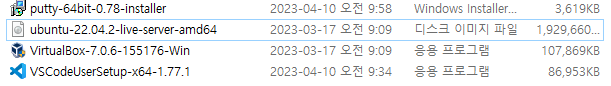 putty-64bit-0.78-installer 2023-04-10 오전 9:58 Windows Installer... 3,619KB
ubuntu-22.04.2-live-server-amd64 2023-03-17 오전 9:37 디스크 이미지 파일 1,929,660...
VirtualBox-7.0.6-155176-Win 2023-03-17 오전 9:37 응용 프로그램 107,869KB
VSCodeUserSetup-x64-1.77.1 2023-04-10 오전 9:34 응용 프로그램 86,953KB